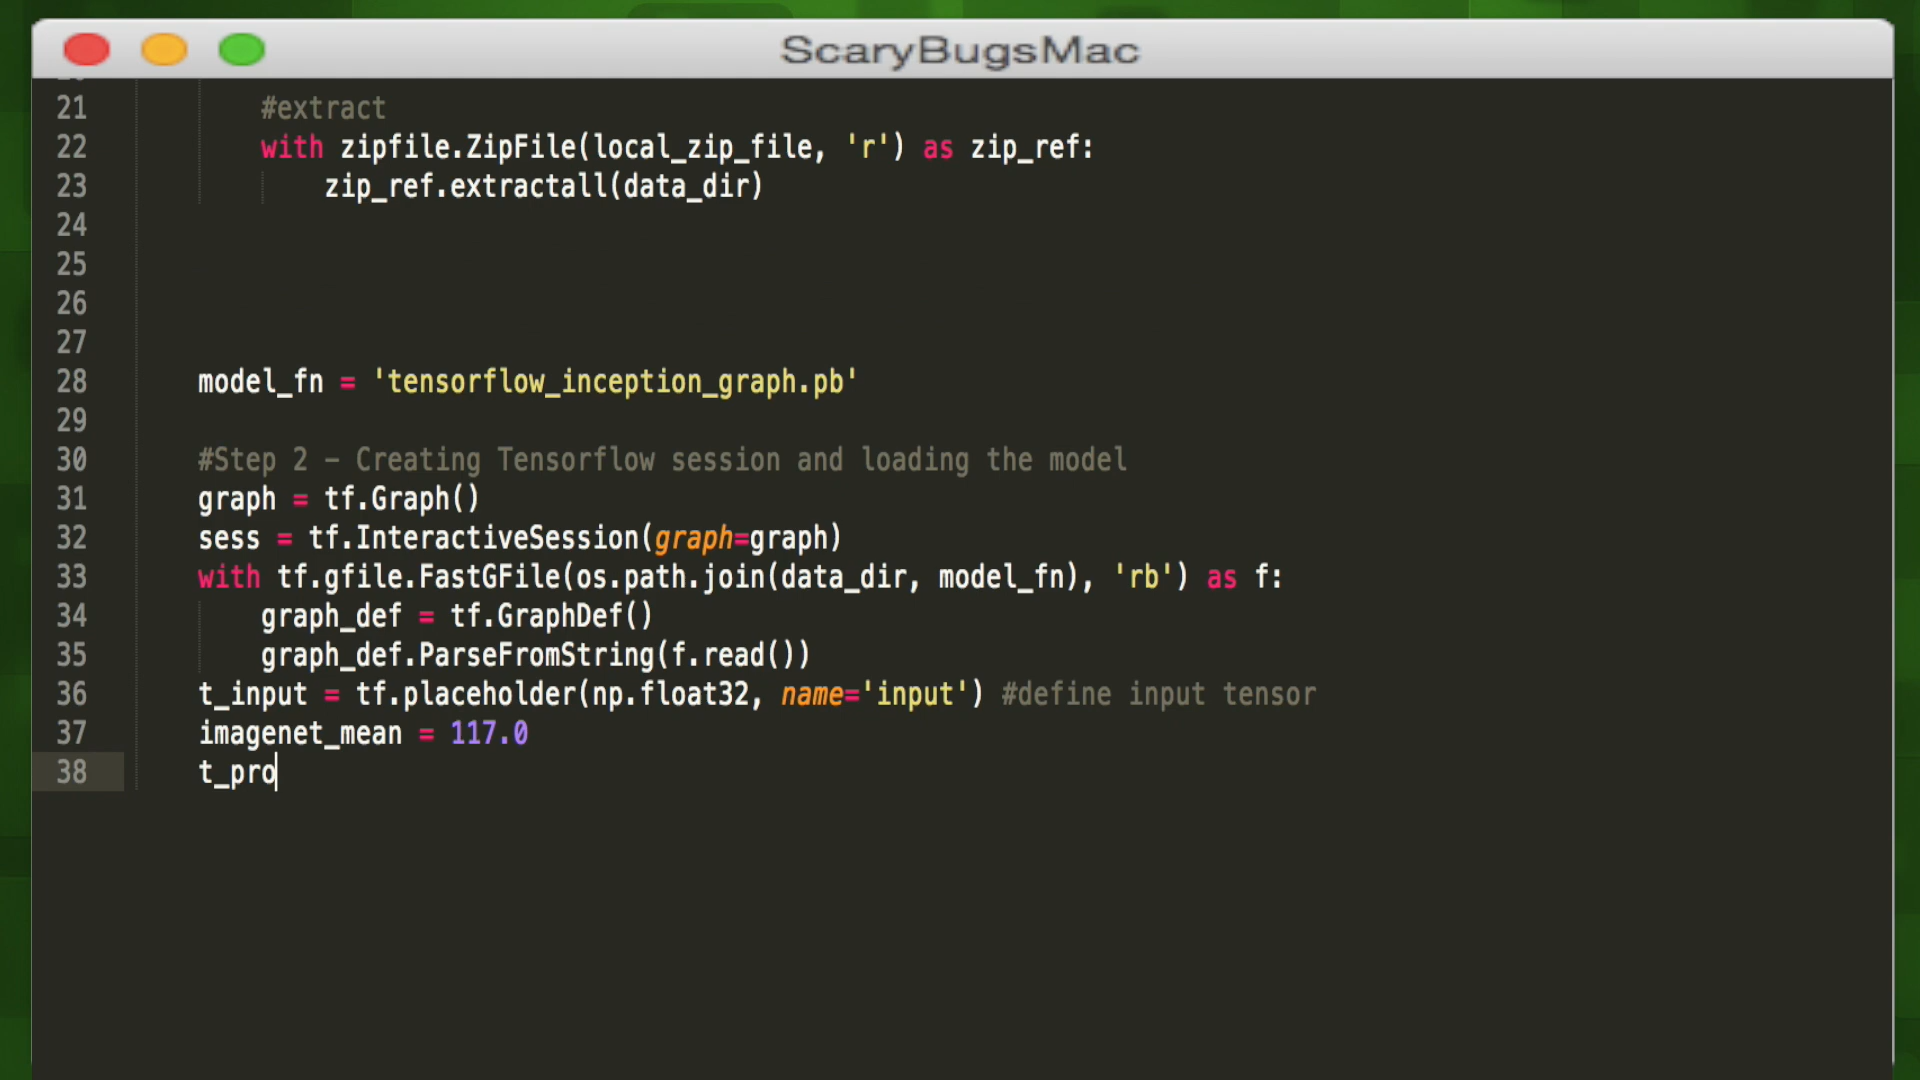 ScaryBugsMac
21 #extract
22 with zipfile.ZipFile(local_zip_file, 'r') as zip_ref:
23 zip_ref.extractall(data_dir)
24
25
26
27
28 model_fn = 'tensorflow_inception_graph.pb'
29
30 #Step 2 - Creating Tensorflow session and loading the model
31 graph = tf.Graph()
32 sess = tf.InteractiveSession(graph=graph)
33 with tf.gfile.FastGFile(os.path.join(data_dir, model_fn), 'rb') as f:
34 graph_def = tf.GraphDef()
35 graph_def.ParseFromString(f.read())
36 t_input = tf.placeholder(np.float32, name='input') #define input tensor
37 imagenet_mean = 117.0
38 t_pro